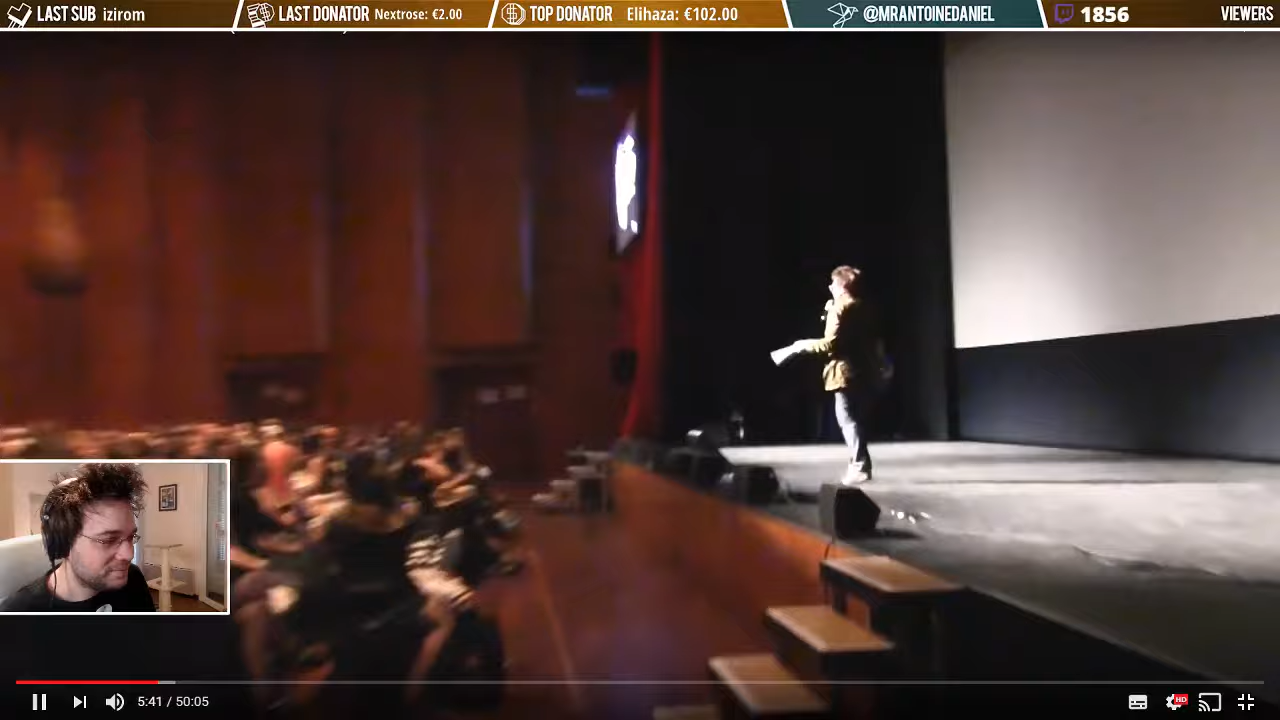 LAST SUB izirom
LAST DONATOR Nextrose: €2.00
TOP DONATOR Elihaza: €102.00
@MRANTOINEDANIEL
1856 VIEWERS
5:41 / 50:05
HD